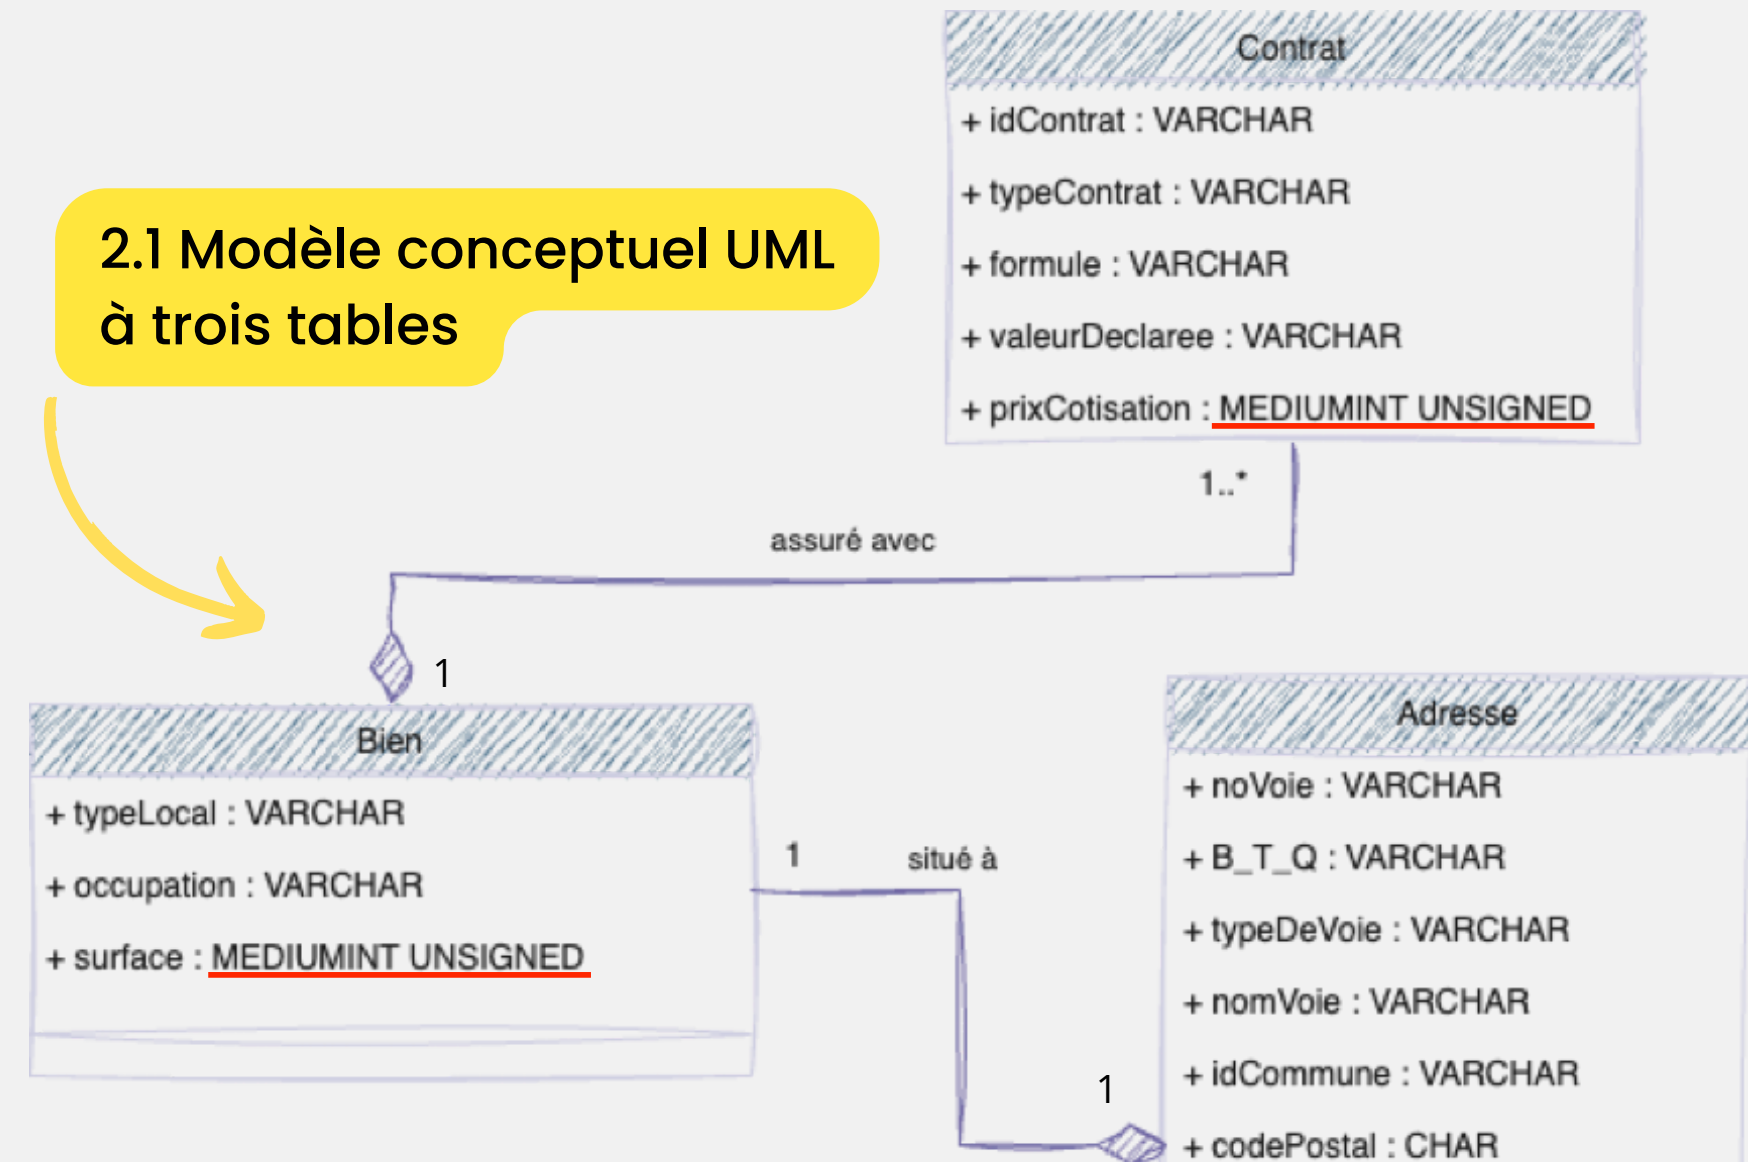 2.1 Modèle conceptuel UML
à trois tables
Contrat
+ idContrat : VARCHAR
+ typeContrat : VARCHAR
+ formule : VARCHAR
+ valeurDeclaree : VARCHAR
+ prixCotisation : MEDIUMINT UNSIGNED
1..*
assuré avec
1
Bien
+ typeLocal : VARCHAR
+ occupation : VARCHAR
+ surface : MEDIUMINT UNSIGNED
1
situé à
1
Adresse
+ noVoie : VARCHAR
+ B_T_Q : VARCHAR
+ typeDeVoie : VARCHAR
+ nomVoie : VARCHAR
+ idCommune : VARCHAR
+ codePostal : CHAR